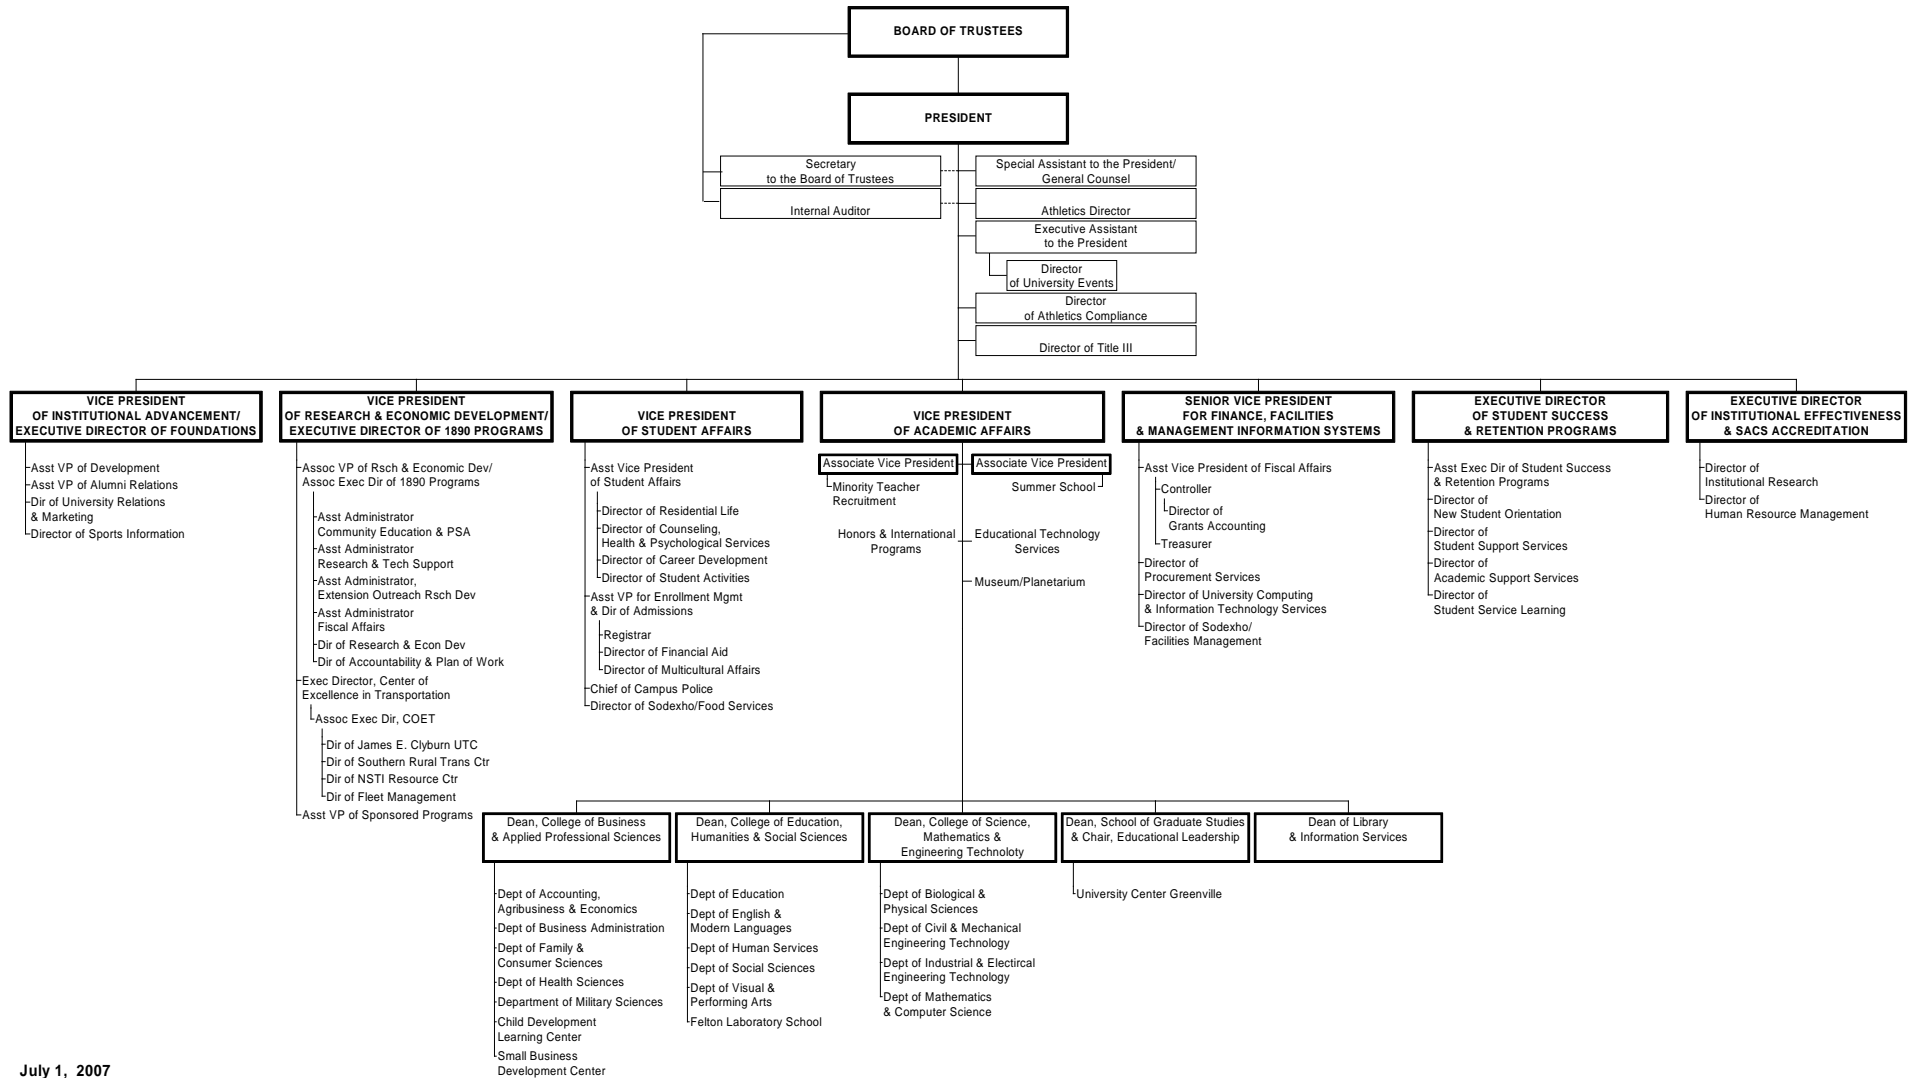 BOARD OF TRUSTEES
PRESIDENT
Secretary
to the Board of Trustees
Special Assistant to the President/
General Counsel
Internal Auditor
Athletics Director
Executive Assistant
to the President
Director
of University Events
Director
of Athletics Compliance
Director of Title III
VICE PRESIDENT
OF INSTITUTIONAL ADVANCEMENT/
EXECUTIVE DIRECTOR OF FOUNDATIONS
Asst VP of Development
Asst VP of Alumni Relations
Dir of University Relations
& Marketing
Director of Sports Information
VICE PRESIDENT
OF RESEARCH & ECONOMIC DEVELOPMENT/
EXECUTIVE DIRECTOR OF 1890 PROGRAMS
Assoc VP of Rsch & Economic Dev/
Assoc Exec Dir of 1890 Programs
Asst Administrator
Community Education & PSA
Asst Administrator
Research & Tech Support
Asst Administrator,
Extension Outreach Rsch Dev
Asst Administrator
Fiscal Affairs
Dir of Research & Econ Dev
Dir of Accountability & Plan of Work
Exec Director, Center of
Excellence in Transportation
Assoc Exec Dir, COET
Dir of James E. Clyburn UTC
Dir of Southern Rural Trans Ctr
Dir of NSTI Resource Ctr
Dir of Fleet Management
Asst VP of Sponsored Programs
VICE PRESIDENT
OF STUDENT AFFAIRS
Asst Vice President
of Student Affairs
Director of Residential Life
Director of Counseling,
Health & Psychological Services
Director of Career Development
Director of Student Activities
Asst VP for Enrollment Mgmt
& Dir of Admissions
Registrar
Director of Financial Aid
Director of Multicultural Affairs
Chief of Campus Police
Director of Sodexho/Food Services
VICE PRESIDENT
OF ACADEMIC AFFAIRS
Associate Vice President
Minority Teacher
Recruitment
Associate Vice President
Summer School
Honors & International
Programs
Educational Technology
Services
Museum/Planetarium
SENIOR VICE PRESIDENT
FOR FINANCE, FACILITIES
& MANAGEMENT INFORMATION SYSTEMS
Asst Vice President of Fiscal Affairs
Controller
Director of
Grants Accounting
Treasurer
Director of
Procurement Services
Director of University Computing
& Information Technology Services
Director of Sodexho/
Facilities Management
EXECUTIVE DIRECTOR
OF STUDENT SUCCESS
& RETENTION PROGRAMS
Asst Exec Dir of Student Success
& Retention Programs
Director of
New Student Orientation
Director of
Student Support Services
Director of
Academic Support Services
Director of
Student Service Learning
EXECUTIVE DIRECTOR
OF INSTITUTIONAL EFFECTIVENESS
& SACS ACCREDITATION
Director of
Institutional Research
Director of
Human Resource Management
Dean, College of Business
& Applied Professional Sciences
Dept of Accounting,
Agribusiness & Economics
Dept of Business Administration
Dept of Family &
Consumer Sciences
Dept of Health Sciences
Department of Military Sciences
Child Development
Learning Center
Small Business
Development Center
Dean, College of Education,
Humanities & Social Sciences
Dept of Education
Dept of English &
Modern Languages
Dept of Human Services
Dept of Social Sciences
Dept of Visual &
Performing Arts
Felton Laboratory School
Dean, College of Science,
Mathematics &
Engineering Technoloty
Dept of Biological &
Physical Sciences
Dept of Civil & Mechanical
Engineering Technology
Dept of Industrial & Electircal
Engineering Technology
Dept of Mathematics
& Computer Science
Dean, School of Graduate Studies
& Chair, Educational Leadership
University Center Greenville
Dean of Library
& Information Services
July 1, 2007